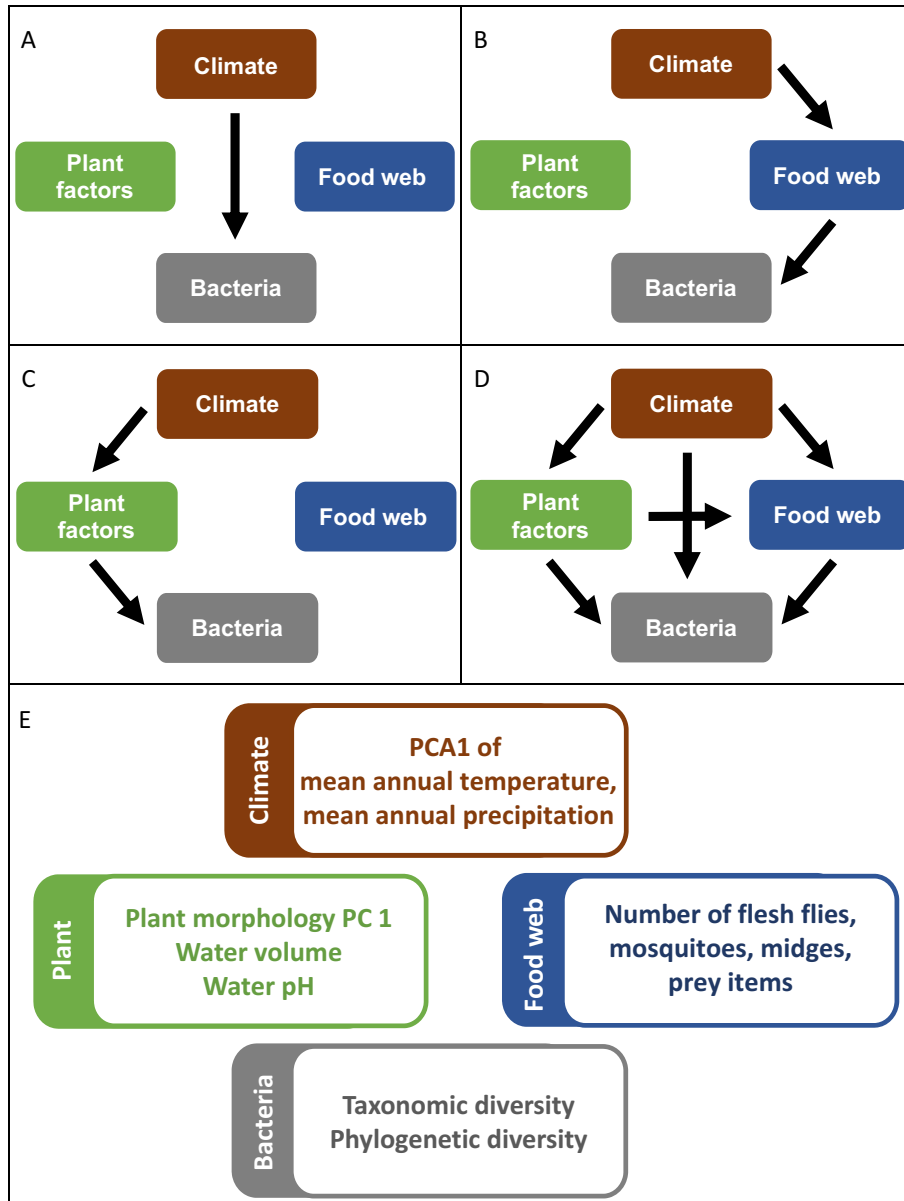 A
Climate
Plant
factors
Food web
Bacteria
B
Climate
Plant
factors
Food web
Bacteria
C
Climate
Plant
factors
Food web
Bacteria
D
Climate
Plant
factors
Food web
Bacteria
E
Climate
PCA1 of
mean annual temperature,
mean annual precipitation
Plant
Plant morphology PC 1
Water volume
Water pH
Food web
Number of flesh flies,
mosquitoes, midges,
prey items
Bacteria
Taxonomic diversity
Phylogenetic diversity